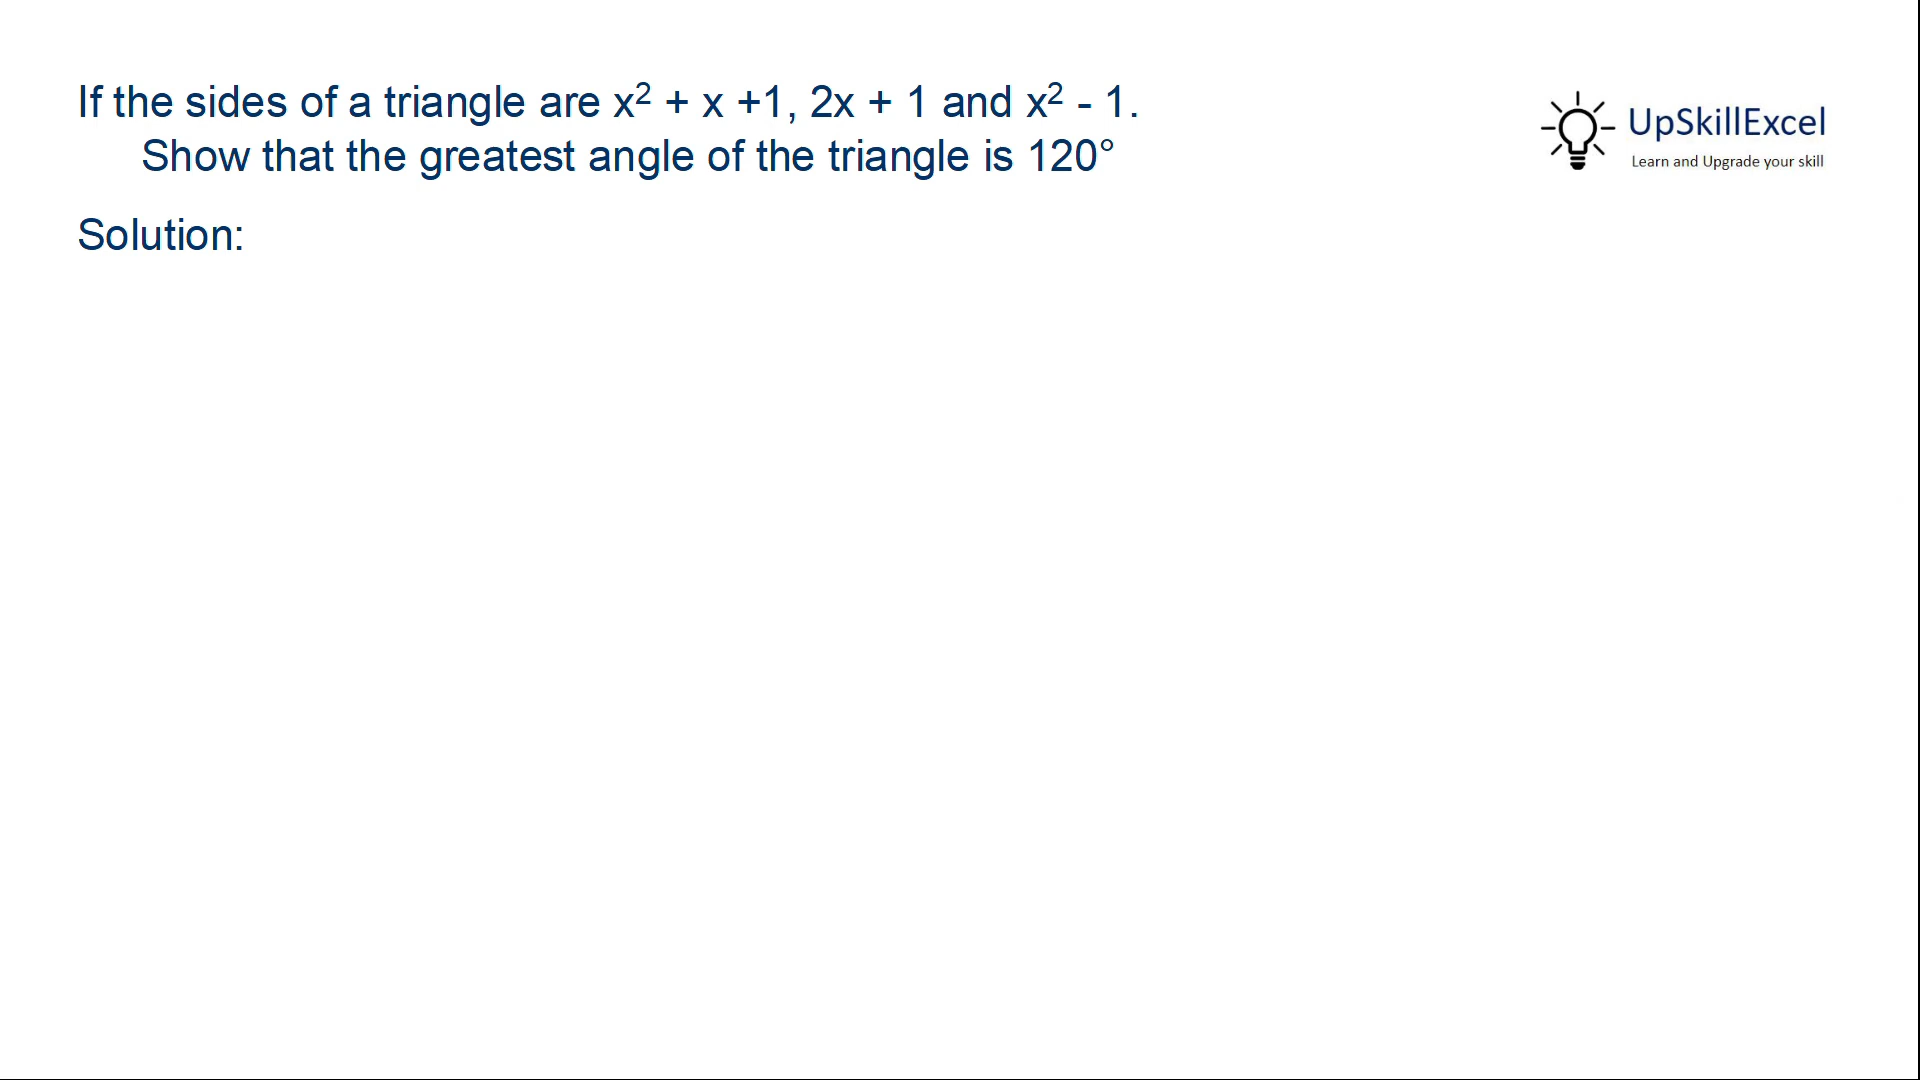 If the sides of a triangle are x² + x +1, 2x + 1 and x² - 1.
Show that the greatest angle of the triangle is 120°
UpSkillExcel
Learn and Upgrade your skill
Solution: